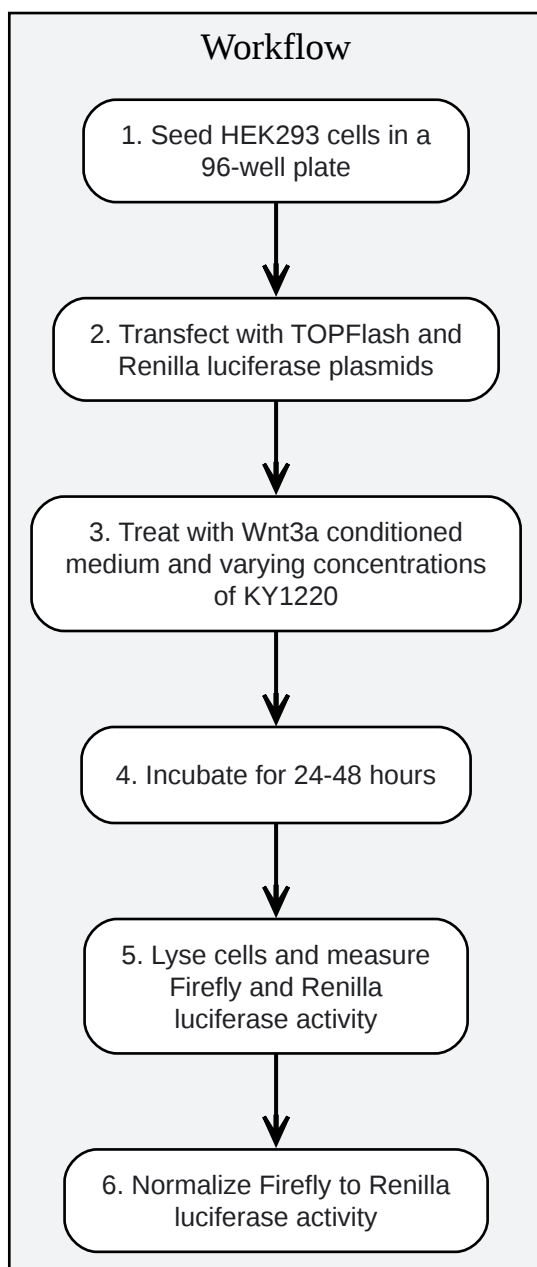 Workflow
1. Seed HEK293 cells in a
96-well plate
2. Transfect with TOPFlash and
Renilla luciferase plasmids
3. Treat with Wnt3a conditioned
medium and varying concentrations
of KY1220
4. Incubate for 24-48 hours
5. Lyse cells and measure
Firefly and Renilla
luciferase activity
6. Normalize Firefly to Renilla
luciferase activity